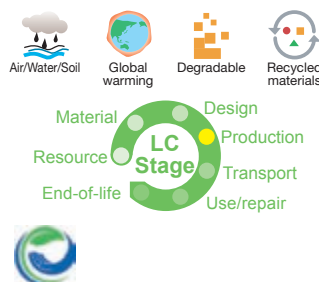 Air/Water/Soil
Global
warming
Degradable
Recycled
materials
Material
Design
Resource
LC
Stage
Production
Transport
End-of-life
Use/repair